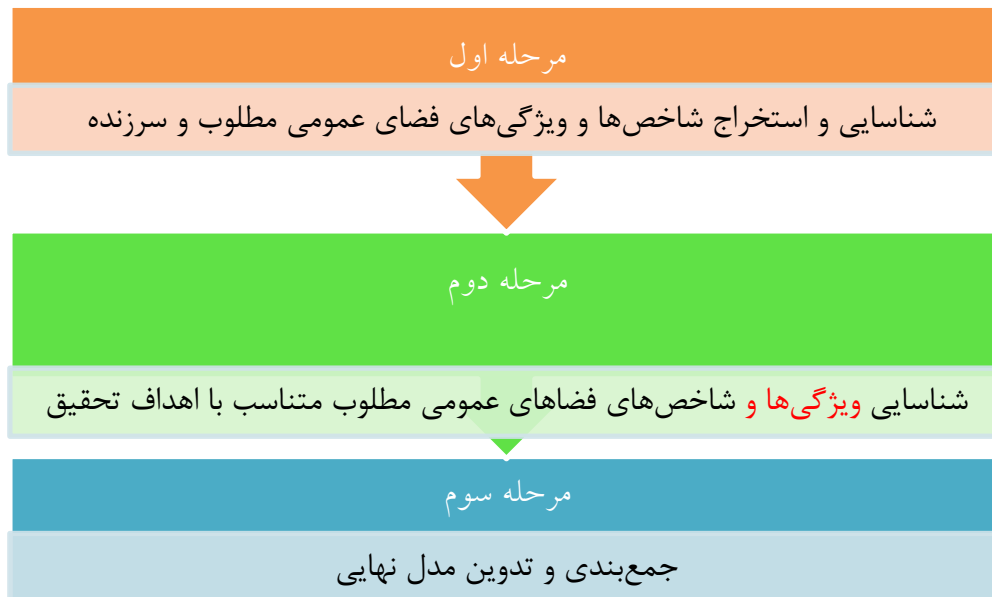 مرحله اول
شناسایی و استخراج شاخص‌ها و ویژگی‌های فضای عمومی مطلوب و سرزنده
مرحله دوم
شناسایی ویژگی‌ها و شاخص‌های فضاهای عمومی مطلوب متناسب با اهداف تحقیق
مرحله سوم
جمع‌بندی و تدوین مدل نهایی